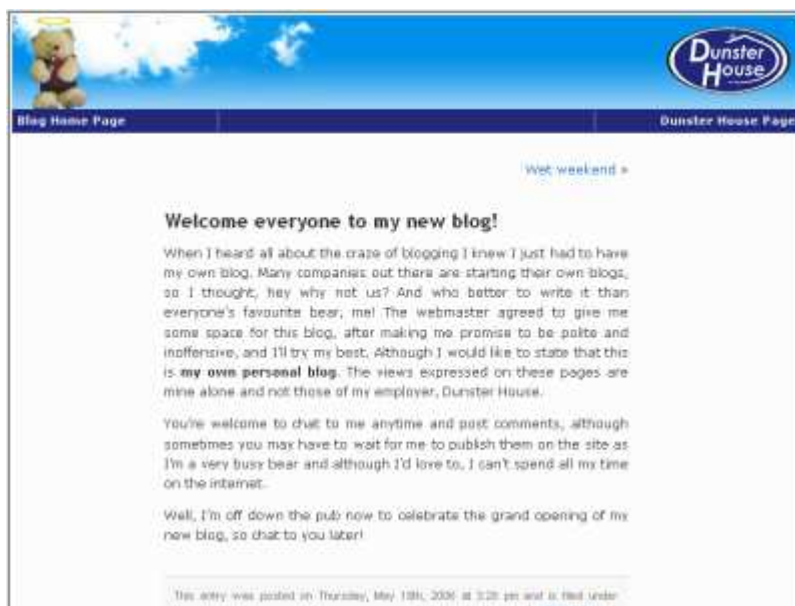 Dunster
House
Blog Home Page
Dunster House Page
Wet weekend »
Welcome everyone to my new blog!
When I heard all about the craze of blogging I knew I just had to have
my own blog. Many companies out there are starting their own blogs,
so I thought, hey why not us? And who better to write it than
everyone's favourite bear, me! The webmaster agreed to give me
some space for this blog, after making me promise to be polite and
inoffensive, and I'll try my best. Although I would like to state that this
is my own personal blog. The views expressed on these pages are
mine alone and not those of my employer, Dunster House.
You're welcome to chat to me anytime and post comments, although
sometimes you may have to wait for me to publish them on the site as
I'm a very busy bear and although I'd love to, I can't spend all my time
on the internet.
Well, I'm off down the pub now to celebrate the grand opening of my
new blog, so chat to you later!
This entry was posted on Thursday, May 18th, 2006 at 3:28 pm and is filed under